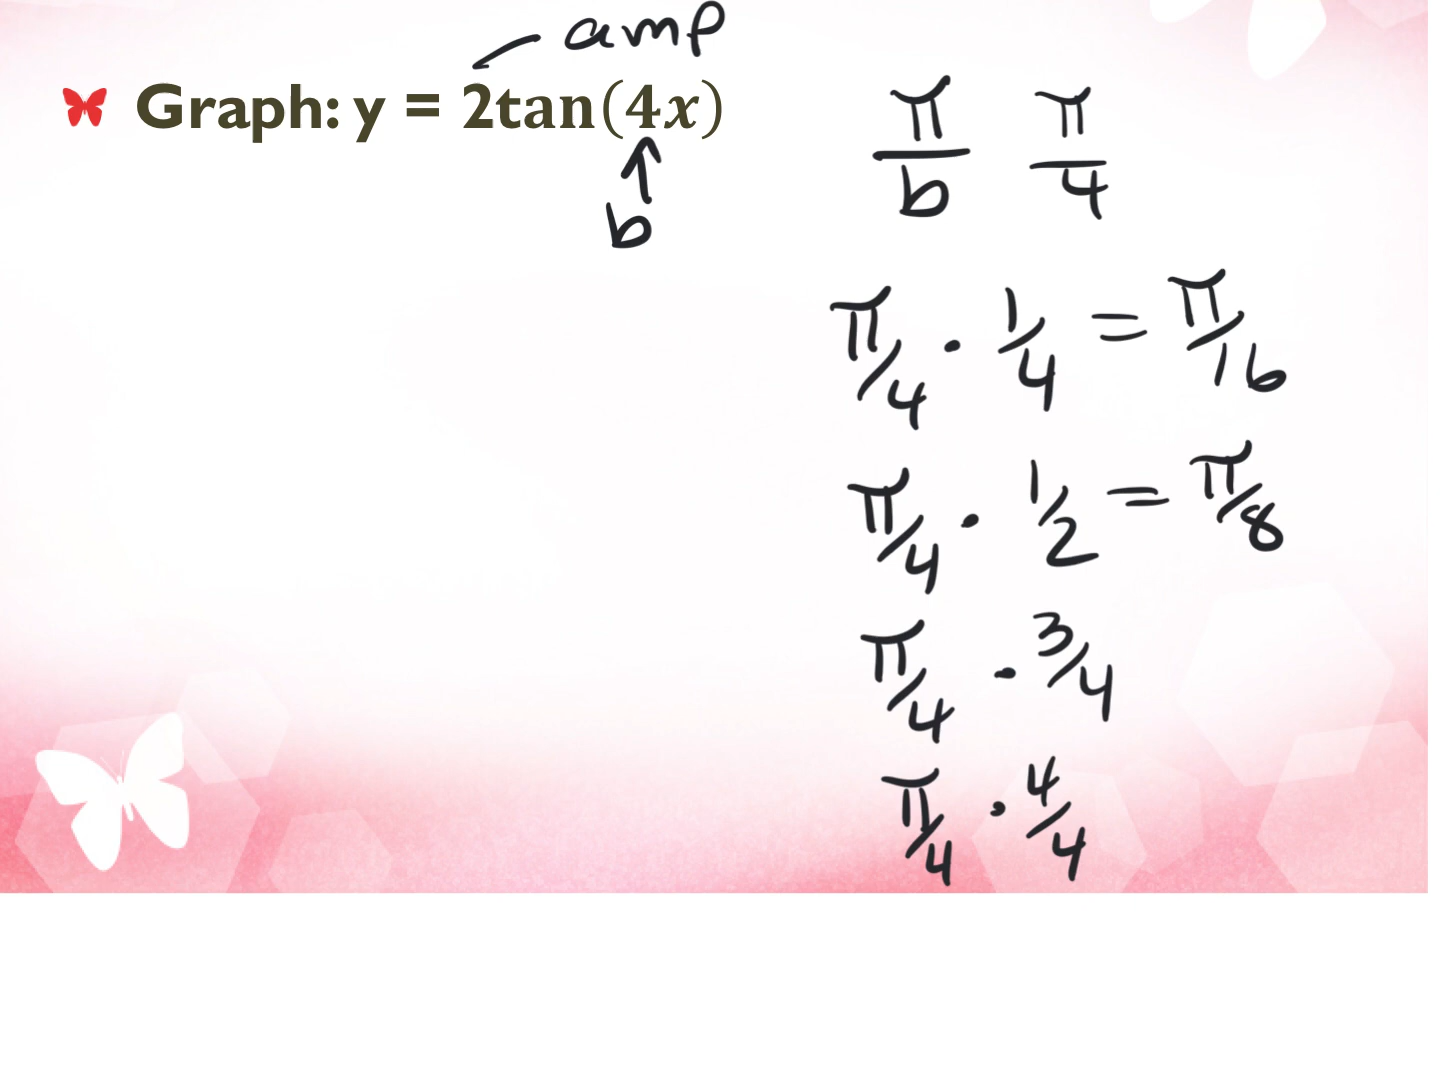 amp
Graph: y = 2tan(4x)
b
π/b π/4
π/4 · 1/4 = π/16
π/4 · 1/2 = π/8
π/4 · 3/4
π/4 · 4/4